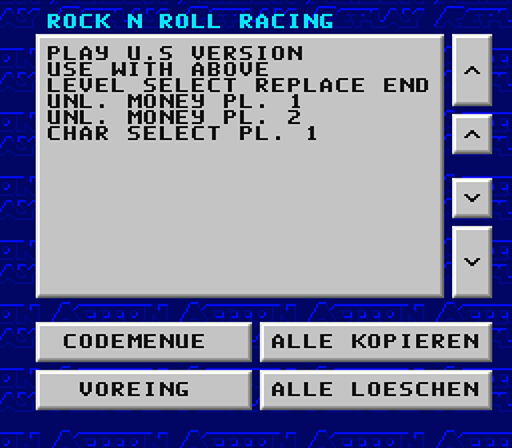 ROCK N ROLL RACING
PLAY U.S VERSION
USE WITH ABOVE
LEVEL SELECT REPLACE END
UNL. MONEY PL. 1
UNL. MONEY PL. 2
CHAR SELECT PL. 1
CODEMENUE
ALLE KOPIEREN
VOREING
ALLE LOESCHEN